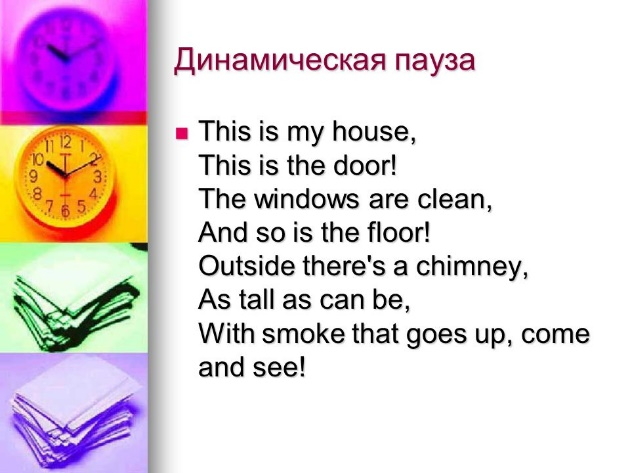 Динамическая пауза
This is my house,
This is the door!
The windows are clean,
And so is the floor!
Outside there's a chimney,
As tall as can be,
With smoke that goes up, come
and see!